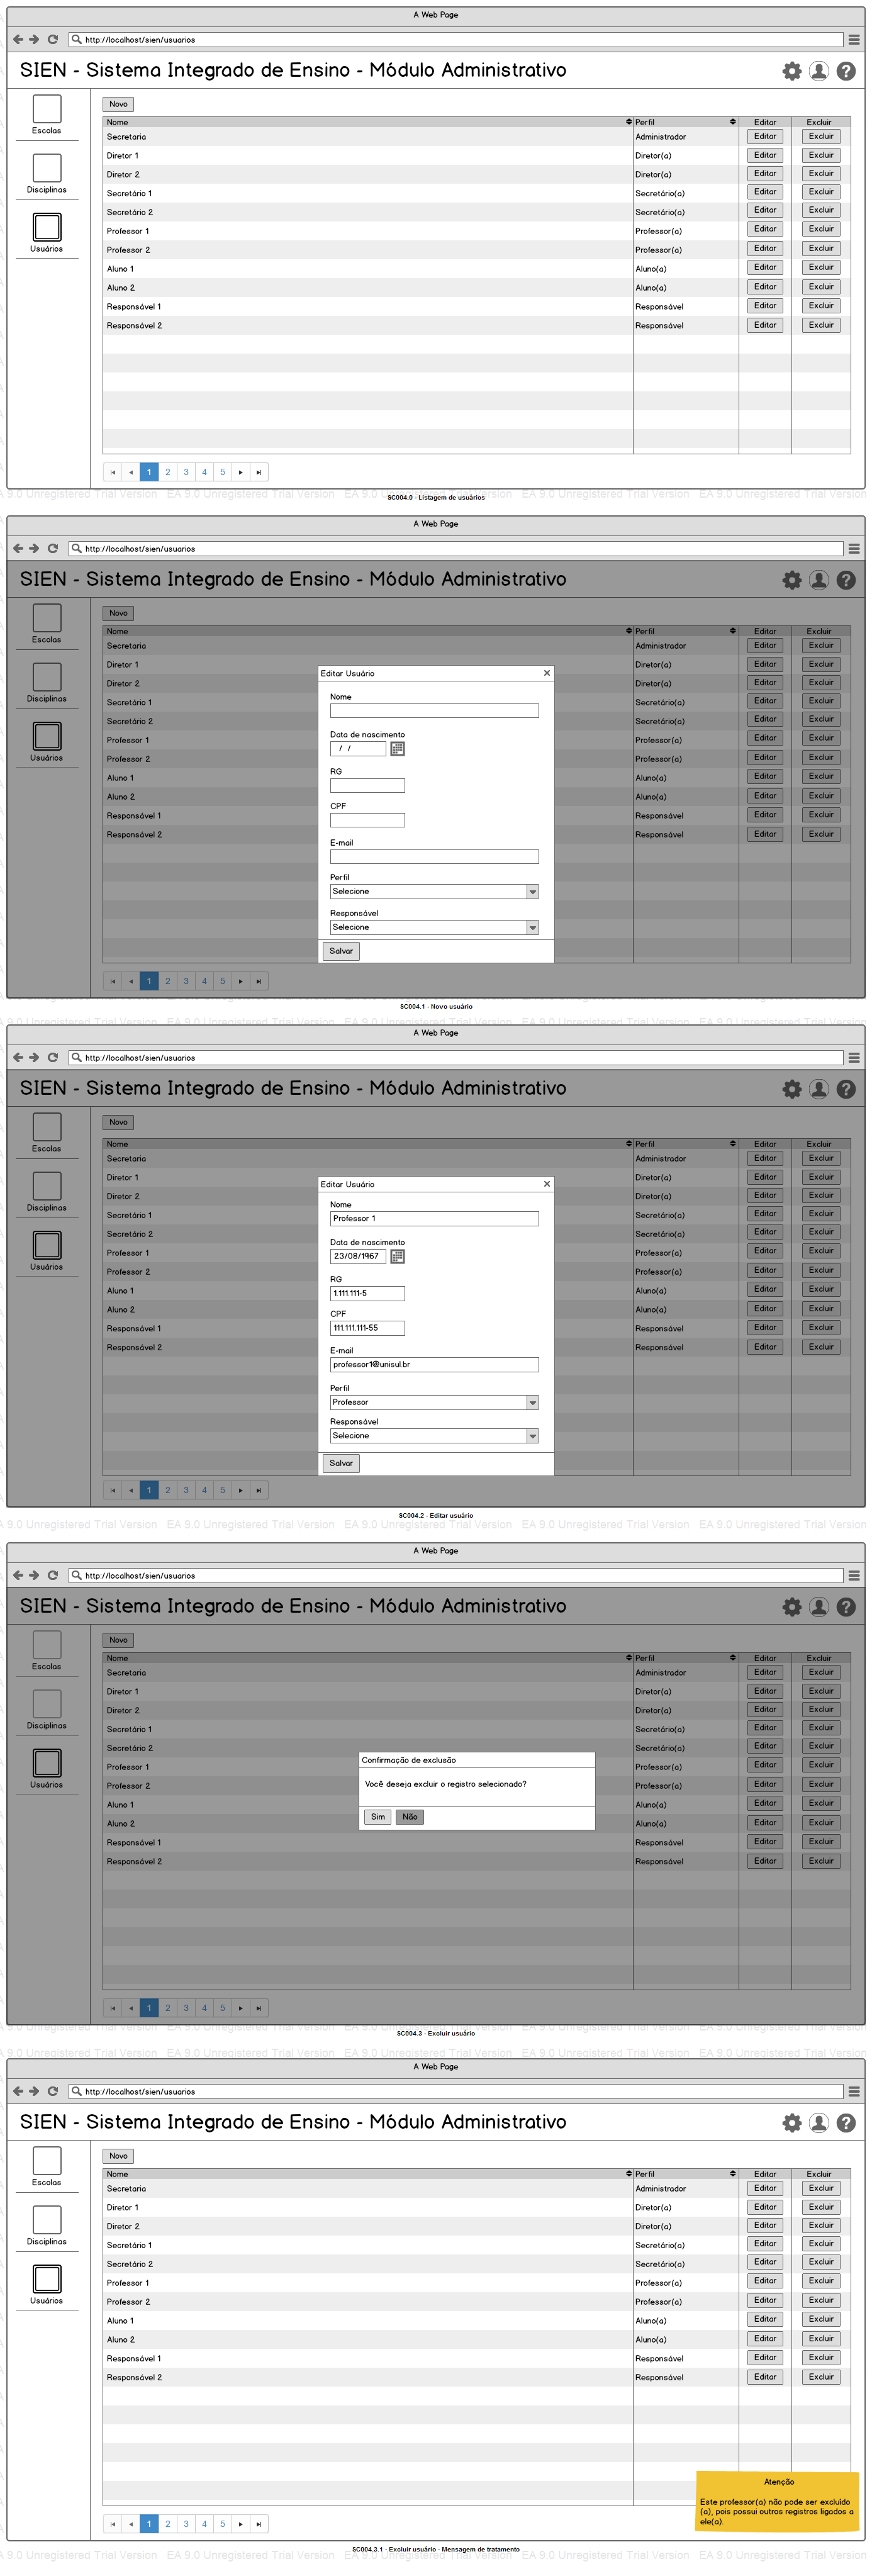 A Web Page
http://localhost/sien/usuarios
SIEN - Sistema Integrado de Ensino - Módulo Administrativo
Escolas
Disciplinas
Usuários
Novo
Nome Perfil Editar Excluir
Secretaria Administrador Editar Excluir
Diretor 1 Diretor(a) Editar Excluir
Diretor 2 Diretor(a) Editar Excluir
Secretário 1 Secretário(a) Editar Excluir
Secretário 2 Secretário(a) Editar Excluir
Professor 1 Professor(a) Editar Excluir
Professor 2 Professor(a) Editar Excluir
Aluno 1 Aluno(a) Editar Excluir
Aluno 2 Aluno(a) Editar Excluir
Responsável 1 Responsável Editar Excluir
Responsável 2 Responsável Editar Excluir
1 2 3 4 5
A 9.0 Unregistered Trial Version EA 9.0 Unregistered Trial Version EA 9.0 Unregistered Trial Version EA 9.0 Unregistered Trial Version EA 9.0 Unregistered Trial Version
SC004.0 - Listagem de usuários
A Web Page
http://localhost/sien/usuarios
SIEN - Sistema Integrado de Ensino - Módulo Administrativo
Escolas
Disciplinas
Usuários
Novo
Nome Perfil Editar Excluir
Secretaria Administrador Editar Excluir
Diretor 1 Diretor(a) Editar Excluir
Diretor 2 Diretor(a) Editar Excluir
Secretário 1 Secretário(a) Editar Excluir
Secretário 2 Secretário(a) Editar Excluir
Professor 1 Professor(a) Editar Excluir
Professor 2 Professor(a) Editar Excluir
Aluno 1 Aluno(a) Editar Excluir
Aluno 2 Aluno(a) Editar Excluir
Responsável 1 Responsável Editar Excluir
Responsável 2 Responsável Editar Excluir
Editar Usuário
Nome
Data de nascimento
/ /
RG
CPF
E-mail
Perfil
Selecione
Responsável
Selecione
Salvar
1 2 3 4 5
SC004.1 - Novo usuário
A 9.0 Unregistered Trial Version EA 9.0 Unregistered Trial Version EA 9.0 Unregistered Trial Version EA 9.0 Unregistered Trial Version EA 9.0 Unregistered Trial Version
A Web Page
http://localhost/sien/usuarios
SIEN - Sistema Integrado de Ensino - Módulo Administrativo
Escolas
Disciplinas
Usuários
Novo
Nome Perfil Editar Excluir
Secretaria Administrador Editar Excluir
Diretor 1 Diretor(a) Editar Excluir
Diretor 2 Diretor(a) Editar Excluir
Secretário 1 Secretário(a) Editar Excluir
Secretário 2 Secretário(a) Editar Excluir
Professor 1 Professor(a) Editar Excluir
Professor 2 Professor(a) Editar Excluir
Aluno 1 Aluno(a) Editar Excluir
Aluno 2 Aluno(a) Editar Excluir
Responsável 1 Responsável Editar Excluir
Responsável 2 Responsável Editar Excluir
Editar Usuário
Nome
Professor 1
Data de nascimento
23/08/1967
RG
1.111.111-5
CPF
111.111.111-55
E-mail
professor1@unisul.br
Perfil
Professor
Responsável
Selecione
Salvar
1 2 3 4 5
SC004.2 - Editar usuário
A 9.0 Unregistered Trial Version EA 9.0 Unregistered Trial Version EA 9.0 Unregistered Trial Version EA 9.0 Unregistered Trial Version EA 9.0 Unregistered Trial Version
A Web Page
http://localhost/sien/usuarios
SIEN - Sistema Integrado de Ensino - Módulo Administrativo
Escolas
Disciplinas
Usuários
Novo
Nome Perfil Editar Excluir
Secretaria Administrador Editar Excluir
Diretor 1 Diretor(a) Editar Excluir
Diretor 2 Diretor(a) Editar Excluir
Secretário 1 Secretário(a) Editar Excluir
Secretário 2 Secretário(a) Editar Excluir
Professor 1 Professor(a) Editar Excluir
Professor 2 Professor(a) Editar Excluir
Aluno 1 Aluno(a) Editar Excluir
Aluno 2 Aluno(a) Editar Excluir
Responsável 1 Responsável Editar Excluir
Responsável 2 Responsável Editar Excluir
Confirmação de exclusão
Você deseja excluir o registro selecionado?
Sim Não
1 2 3 4 5
SC004.3 - Excluir usuário
A 9.0 Unregistered Trial Version EA 9.0 Unregistered Trial Version EA 9.0 Unregistered Trial Version EA 9.0 Unregistered Trial Version EA 9.0 Unregistered Trial Version
A Web Page
http://localhost/sien/usuarios
SIEN - Sistema Integrado de Ensino - Módulo Administrativo
Escolas
Disciplinas
Usuários
Novo
Nome Perfil Editar Excluir
Secretaria Administrador Editar Excluir
Diretor 1 Diretor(a) Editar Excluir
Diretor 2 Diretor(a) Editar Excluir
Secretário 1 Secretário(a) Editar Excluir
Secretário 2 Secretário(a) Editar Excluir
Professor 1 Professor(a) Editar Excluir
Professor 2 Professor(a) Editar Excluir
Aluno 1 Aluno(a) Editar Excluir
Aluno 2 Aluno(a) Editar Excluir
Responsável 1 Responsável Editar Excluir
Responsável 2 Responsável Editar Excluir
Atenção
Este professor(a) não pode ser excluído
(a), pois possui outros registros ligados a
ele(a).
1 2 3 4 5
SC004.3.1 - Excluir usuário - Mensagem de tratamento
A 9.0 Unregistered Trial Version EA 9.0 Unregistered Trial Version EA 9.0 Unregistered Trial Version EA 9.0 Unregistered Trial Version EA 9.0 Unregistered Trial Version